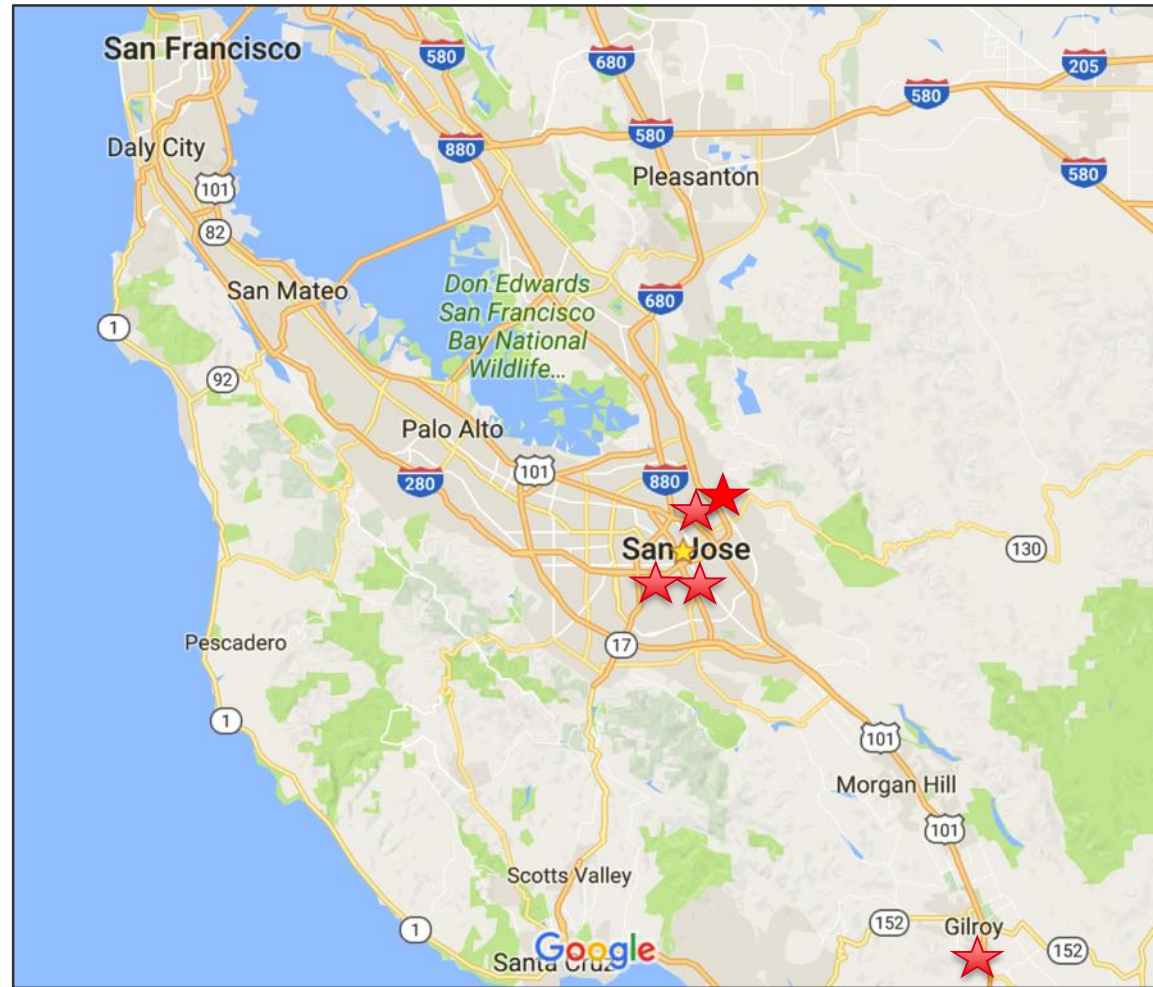 San Francisco
580
680
205
580
580
880
Daly City
Pleasanton
580
101
82
San Mateo
Don Edwards
San Francisco
Bay National
Wildlife...
680
1
92
Palo Alto
101
880
280
San Jose
130
17
Pescadero
1
101
Morgan Hill
101
Scotts Valley
152
Gilroy
152
1
Google
Santa Cruz